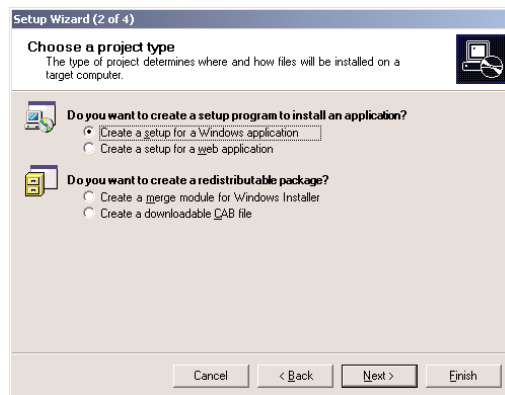 Setup Wizard (2 of 4)
Choose a project type
The type of project determines where and how files will be installed on a
target computer.
Do you want to create a setup program to install an application?
Create a setup for a Windows application
Create a setup for a web application
Do you want to create a redistributable package?
Create a merge module for Windows Installer
Create a downloadable CAB file
Cancel
< Back
Next >
Finish